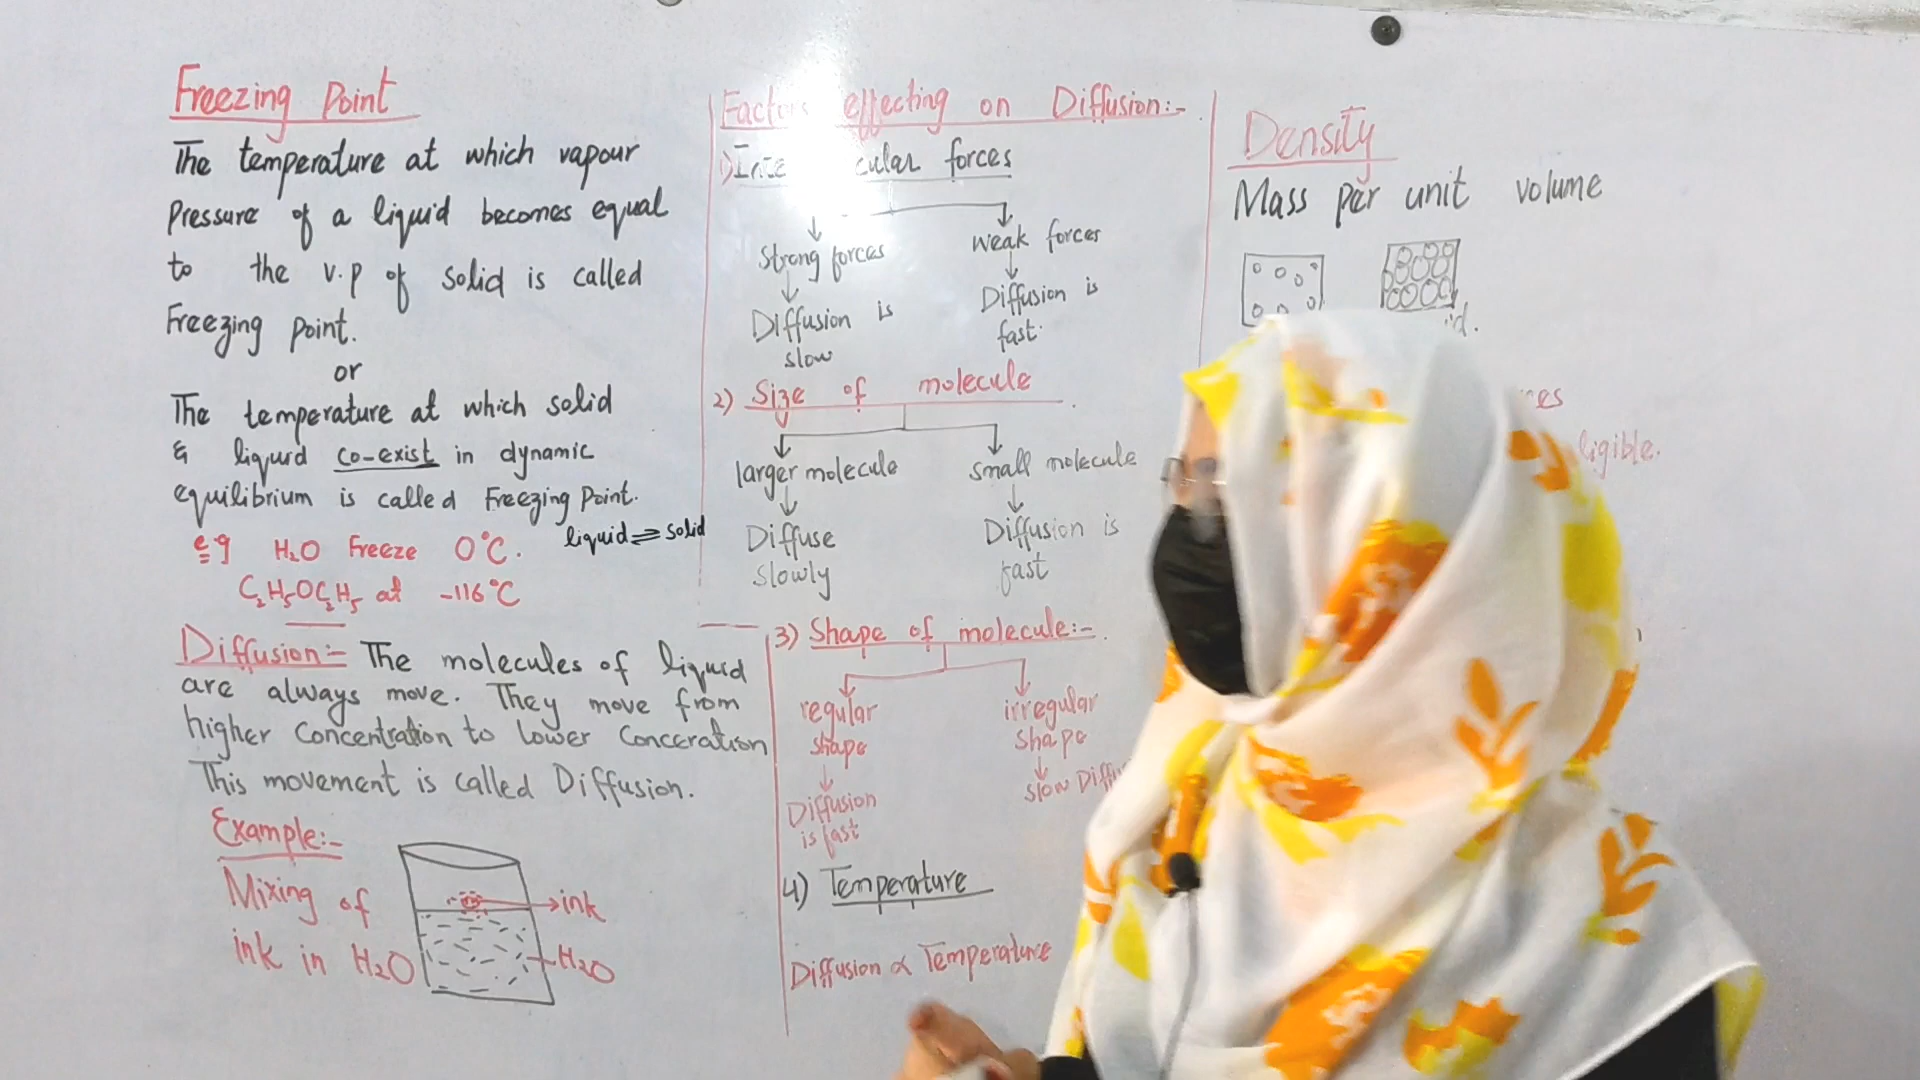 Freezing Point
The temperature at which vapour
Pressure of a liquid becomes equal
to the v.p of solid is called
Freezing point.
or
The temperature at which solid
& liquid co-exist in dynamic
equilibrium is called Freezing Point.
liquid ⇌ solid
eg H₂O Freeze 0°C.
C₂H₅OC₂H₅ at -116°C
Diffusion:- The molecules of liquid
are always move. They move from
higher Concentration to lower Conceration
This movement is called Diffusion.
Example:-
Mixing of
ink in H₂O
ink
H₂O
Factors effecting on Diffusion:-
1) cular forces
Strong forces
Diffusion is
slow
weak forces
Diffusion is
fast.
2) Size of molecule
larger molecule
Diffuse
slowly
small molecule
Diffusion is
fast
3) Shape of molecule:-
regular
shape
Diffusion
is fast
irregular
shape
slow Diffu
4) Temperature
Diffusion ∝ Temperature
Density
Mass per unit volume
ligible.